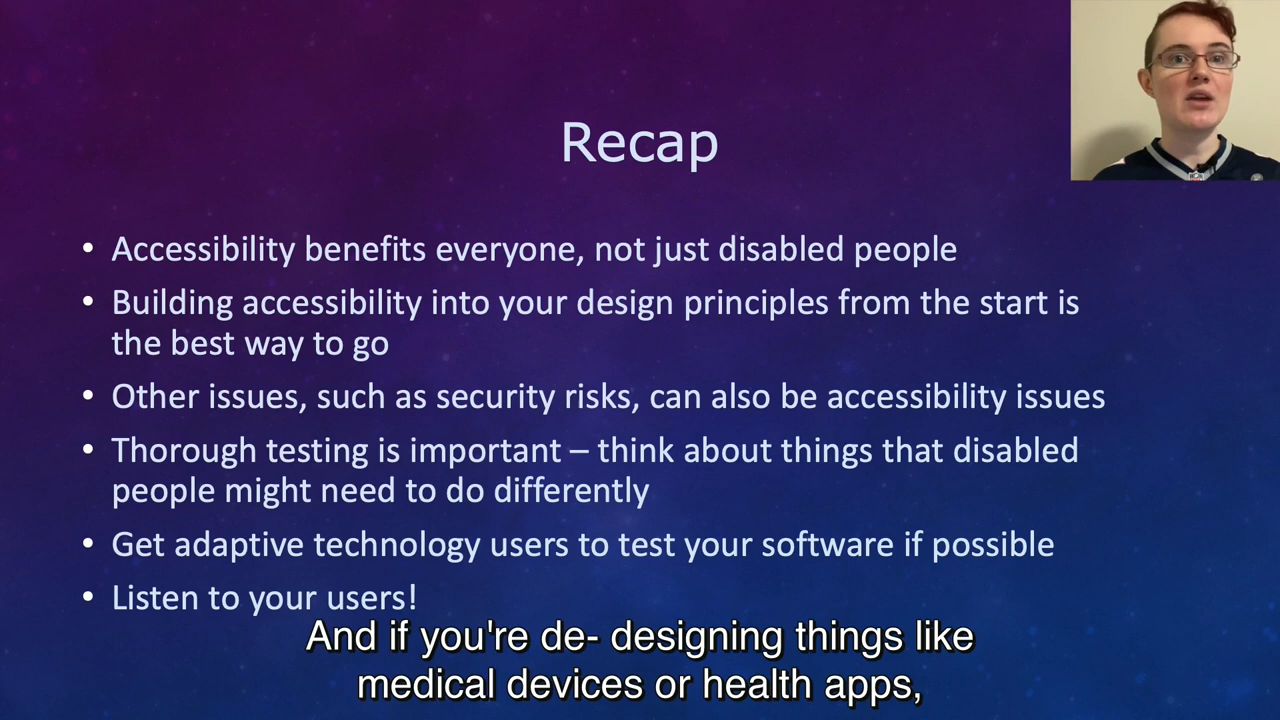 Recap
• Accessibility benefits everyone, not just disabled people
• Building accessibility into your design principles from the start is
the best way to go
• Other issues, such as security risks, can also be accessibility issues
• Thorough testing is important – think about things that disabled
people might need to do differently
• Get adaptive technology users to test your software if possible
• Listen to your users!
And if you're de- designing things like
medical devices or health apps,